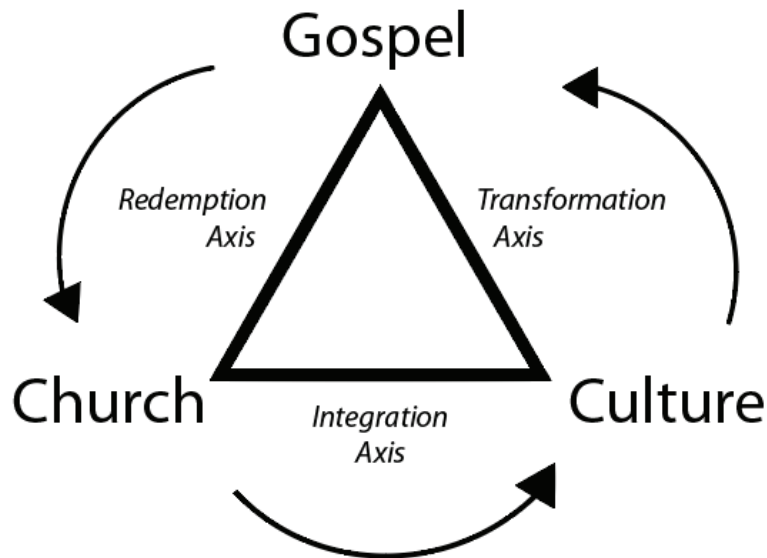 Gospel
Redemption
Axis
Transformation
Axis
Church
Integration
Axis
Culture